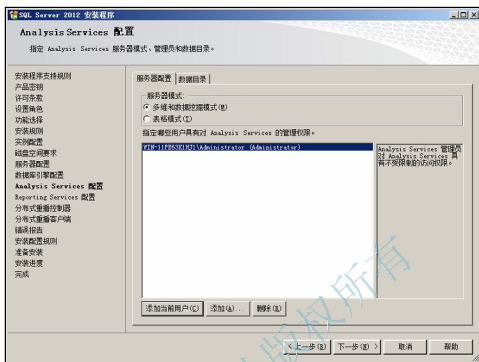 SQL Server 2012 安装程序
Analysis Services 配置
指定 Analysis Services 服务器模式、管理员和数据目录。
安装程序支持规则
产品密钥
许可条款
设置角色
功能选择
安装规则
实例配置
磁盘空间要求
服务器配置
数据库引擎配置
Analysis Services 配置
Reporting Services 配置
分布式重播控制器
分布式重播客户端
错误报告
安装配置规则
准备安装
安装进度
完成
服务器配置 数据目录
服务器模式:
多维和数据挖掘模式(M)
表格模式(T)
指定哪些用户具有对 Analysis Services 的管理权限。
(Administrator)
Analysis Services 管理员
对 Analysis Services 具
有不受限制的访问权限。
添加当前用户(C) 添加(A)... 删除(R)
< 上一步(B) 下一步(N) > 取消 帮助
版权所有